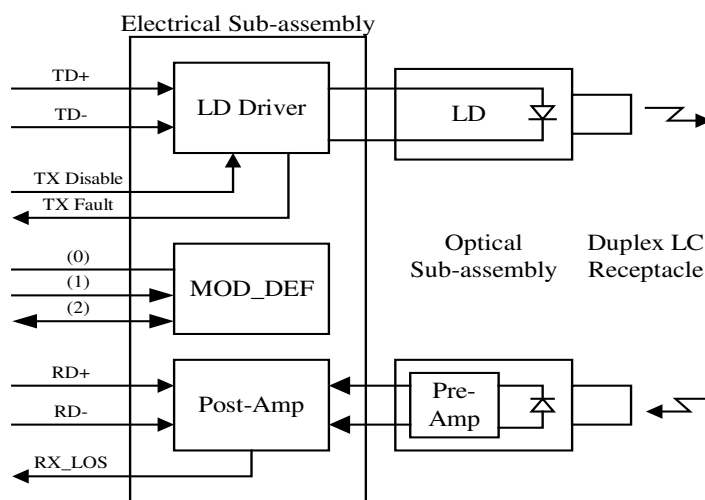 Electrical Sub-assembly
TD+
TD-
LD Driver
LD
TX Disable
TX Fault
(0)
(1)
(2)
MOD_DEF
Optical
Sub-assembly
Duplex LC
Receptacle
RD+
RD-
Post-Amp
Pre-
Amp
RX_LOS